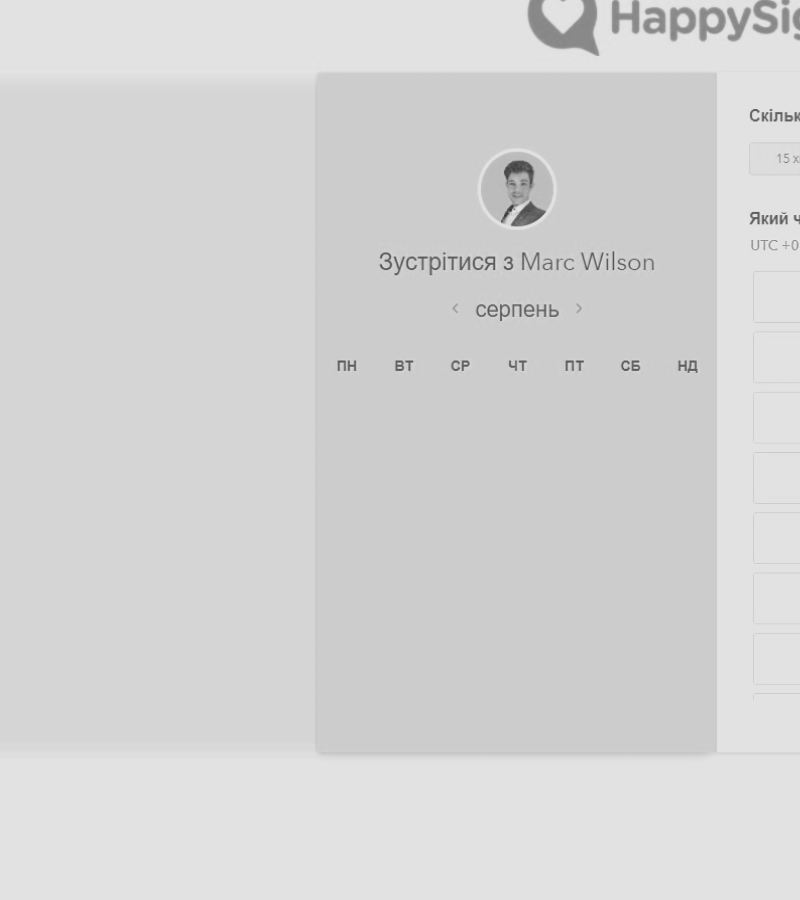 HappySig
Зустрітися з Marc Wilson
серпень
ПН ВТ СР ЧТ ПТ СБ НД
Скільк
15 х
Який ч
UTC +0